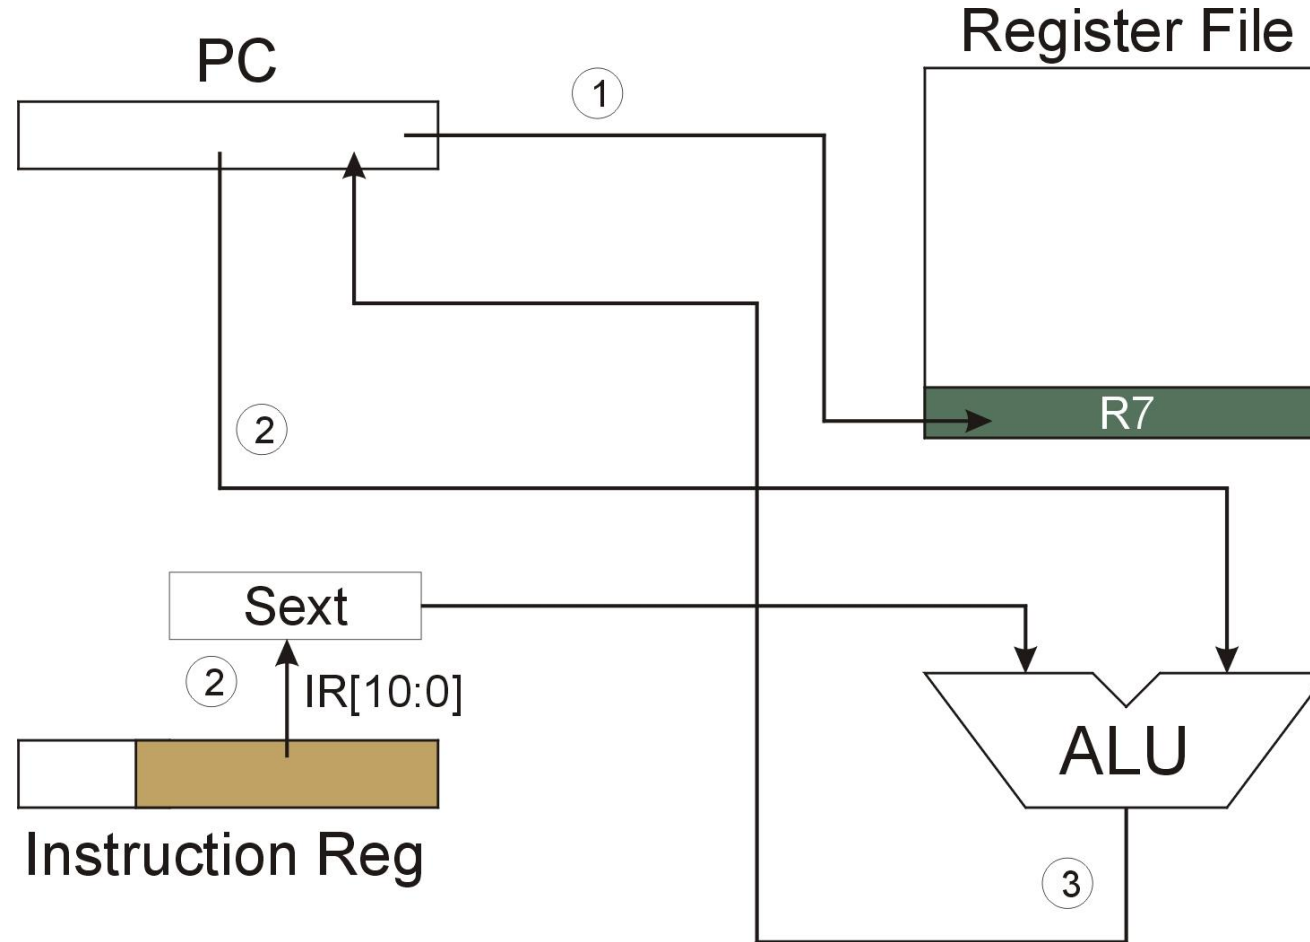 Register File
PC
1
R7
2
Sext
2
IR[10:0]
ALU
Instruction Reg
3